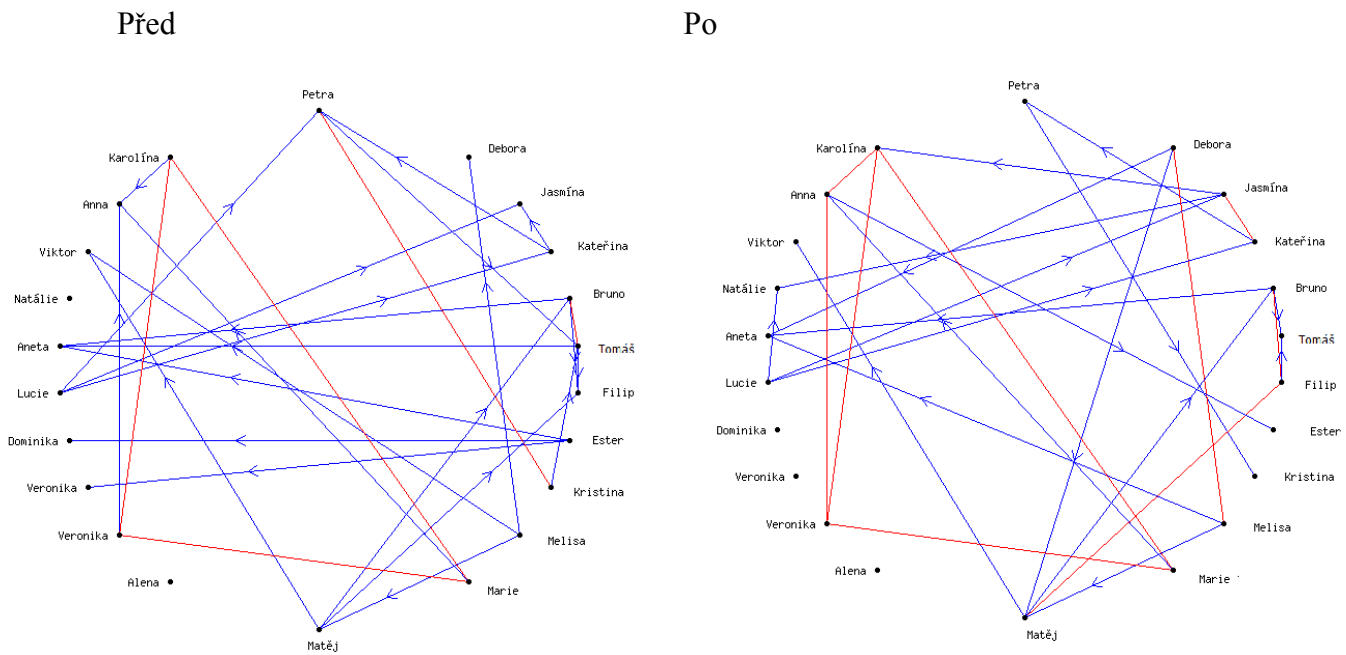 Před
Petra
Karolína
Debora
Anna
Jasmína
Viktor
Kateřina
Natálie
Bruno
Aneta
Tomáš
Lucie
Filip
Dominika
Ester
Veronika
Kristina
Veronika
Melisa
Alena
Marie
Matěj
Po
Petra
Karolína
Debora
Anna
Jasmína
Viktor
Kateřina
Natálie
Bruno
Aneta
Tomáš
Lucie
Filip
Dominika
Ester
Veronika
Kristina
Veronika
Melisa
Alena
Marie
Matěj